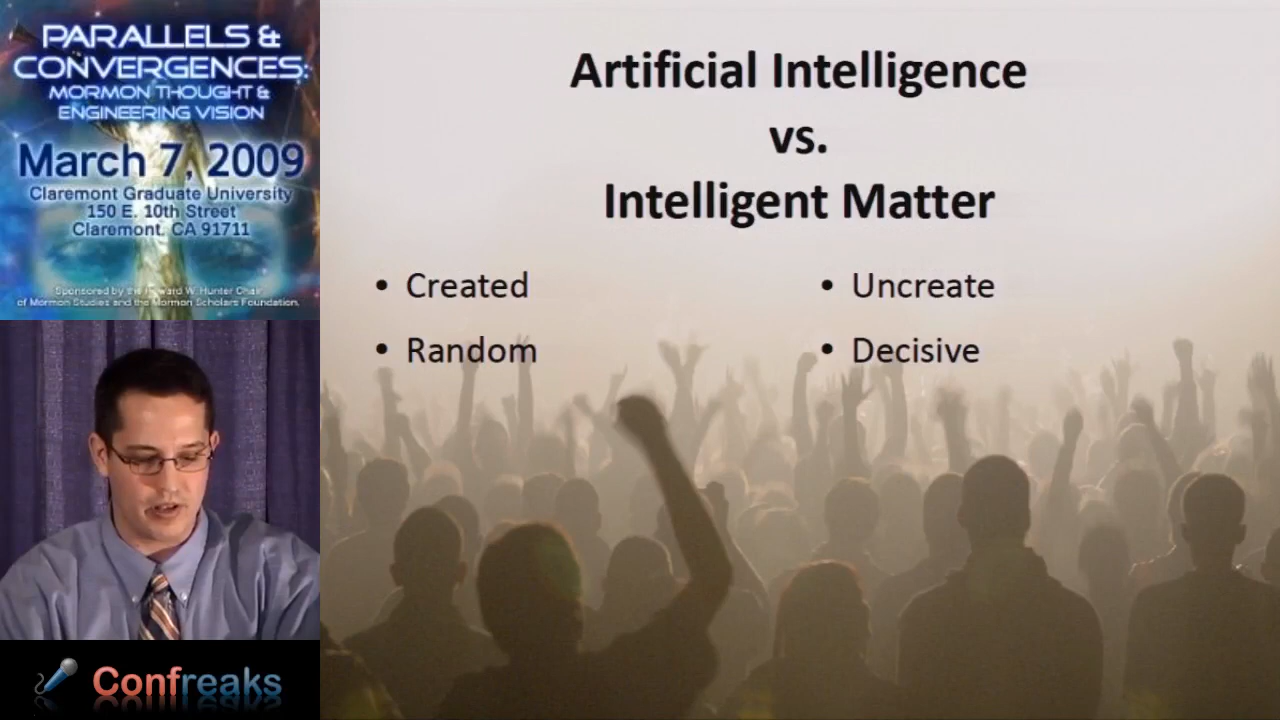 PARALLELS &
CONVERGENCES:
MORMON THOUGHT &
ENGINEERING VISION
March 7, 2009
Claremont Graduate University
150 E. 10th Street
Claremont, CA 91711
Sponsored by the Howard W. Hunter Chair
of Mormon Studies and the Mormon Scholars Foundation.
Confreaks
Artificial Intelligence
vs.
Intelligent Matter
• Created
• Random
• Uncreate
• Decisive